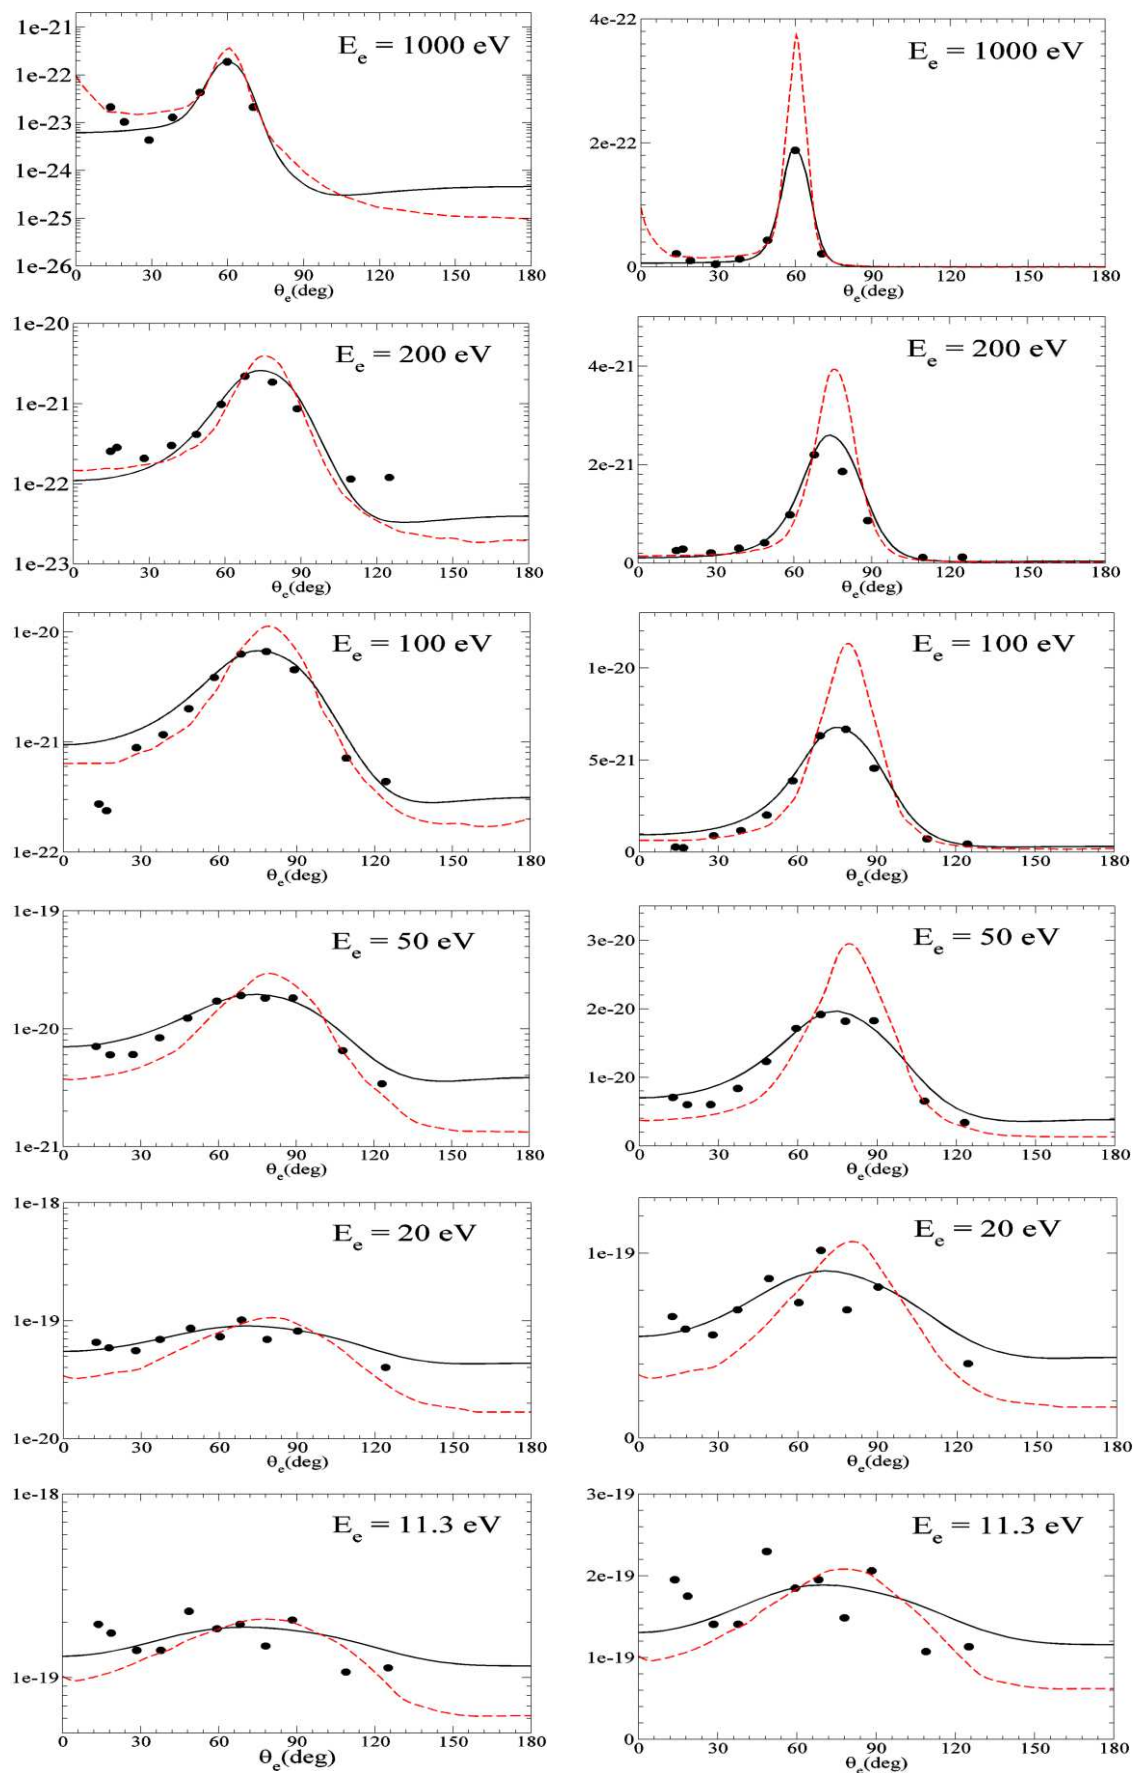 1e-21
1e-22
1e-23
1e-24
1e-25
1e-26
0 30 60 90 120 150 180
θe(deg)
Ee = 1000 eV
4e-22
2e-22
0
0 30 60 90 120 150 180
θe(deg)
Ee = 1000 eV
1e-20
1e-21
1e-22
1e-23
0 30 60 90 120 150 180
θe(deg)
Ee = 200 eV
4e-21
2e-21
0
0 30 60 90 120 150 180
θe(deg)
Ee = 200 eV
1e-20
1e-21
1e-22
0 30 60 90 120 150 180
θe(deg)
Ee = 100 eV
1e-20
5e-21
0
0 30 60 90 120 150 180
θe(deg)
Ee = 100 eV
1e-19
1e-20
1e-21
0 30 60 90 120 150 180
θe(deg)
Ee = 50 eV
3e-20
2e-20
1e-20
0
0 30 60 90 120 150 180
θe(deg)
Ee = 50 eV
1e-18
1e-19
1e-20
0 30 60 90 120 150 180
θe(deg)
Ee = 20 eV
1e-19
0
0 30 60 90 120 150 180
θe(deg)
Ee = 20 eV
1e-18
1e-19
0 30 60 90 120 150 180
θe(deg)
Ee = 11.3 eV
3e-19
2e-19
1e-19
0
0 30 60 90 120 150 180
θe(deg)
Ee = 11.3 eV